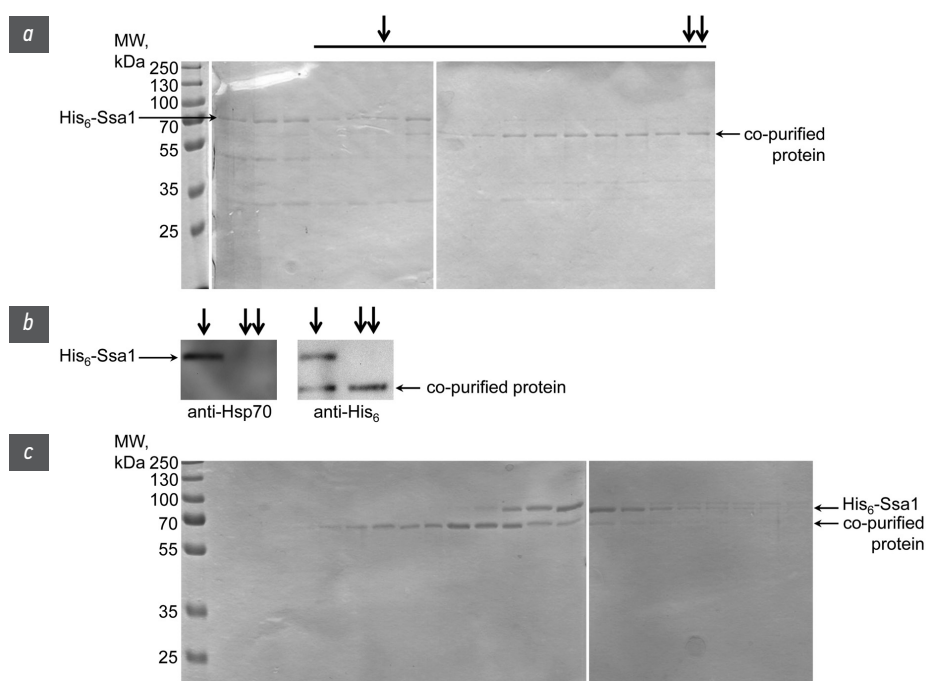 a
MW,
kDa
250
130
100
His6-Ssa1
70
55
35
25
co-purified
protein
b
His6-Ssa1
co-purified protein
anti-Hsp70
anti-His6
c
MW,
kDa
250
130
100
70
55
35
25
His6-Ssa1
co-purified
protein